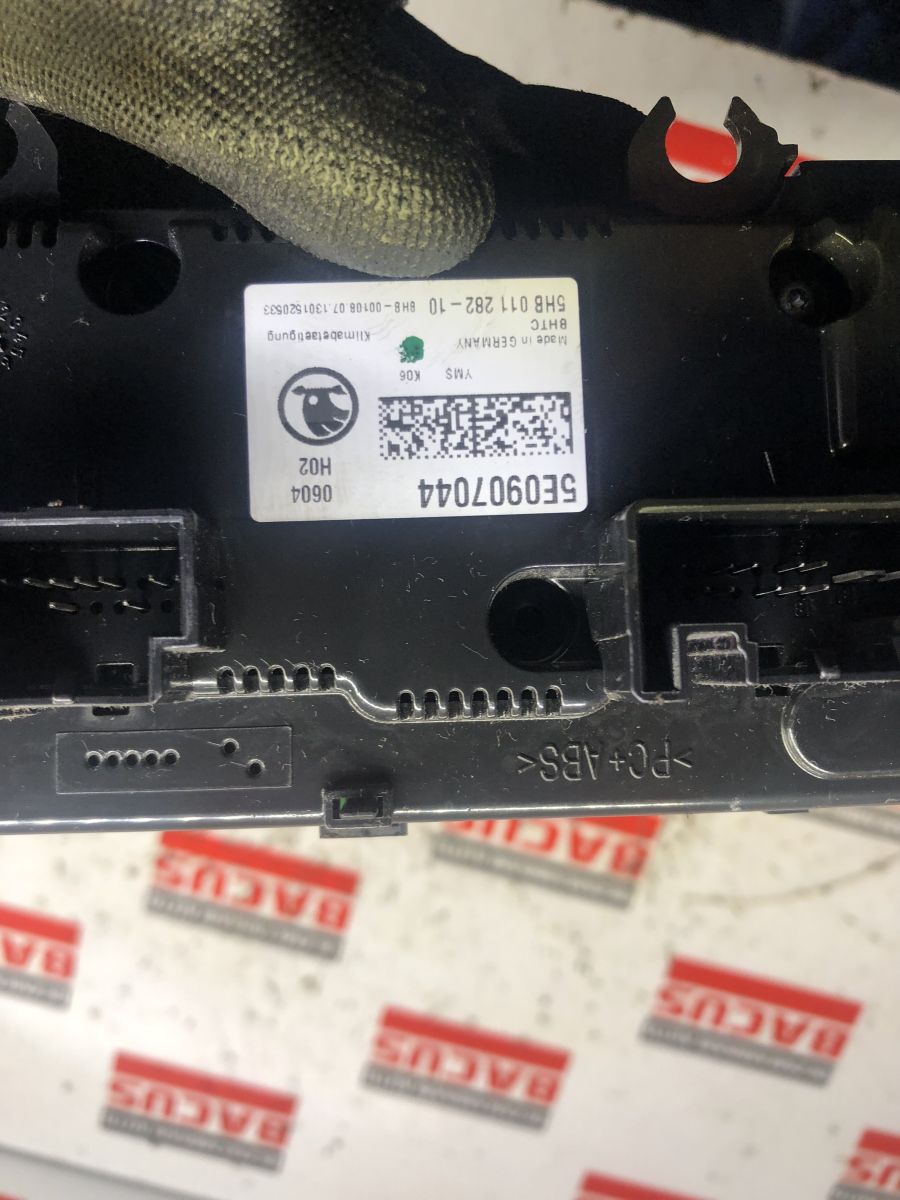 5E0907044
0604
H02
YMS K06
Made in GERMANY
BHTC
Klimabetaetigung
5HB 011 282-10 BHB-00108.07.1301520533
>PC+ABS<
BACUS
BACUS
BACUS
BACUS
BACUS
BACUS